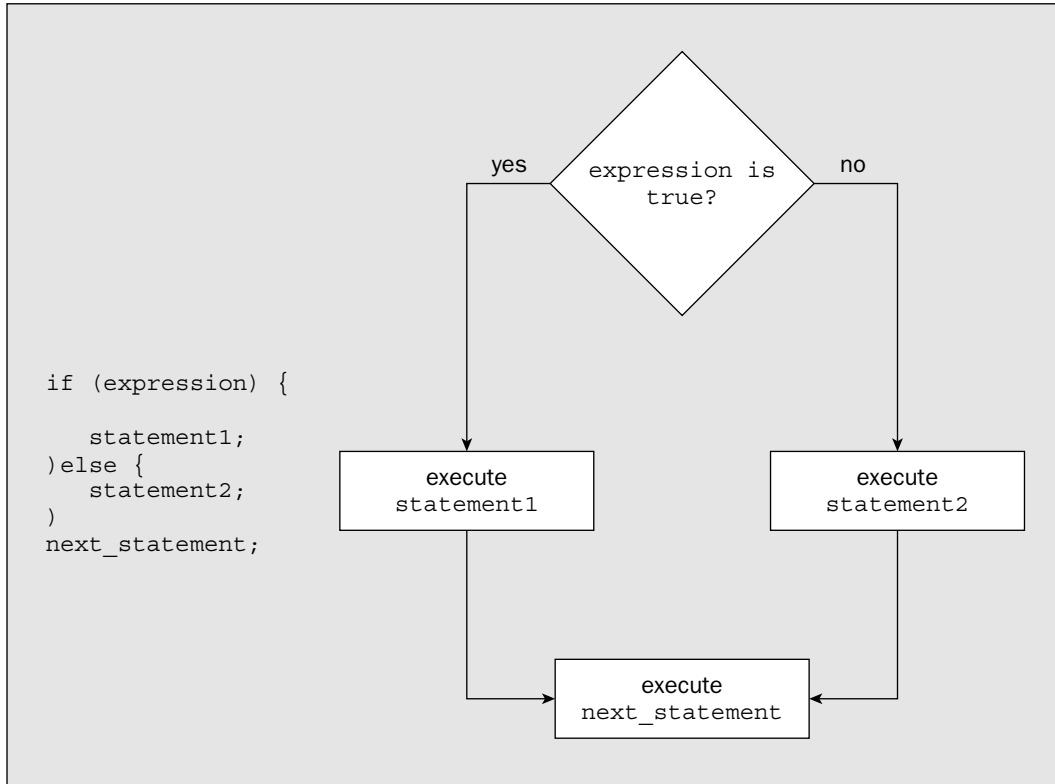 expression is
true?
yes
no
if (expression) {
statement1;
)else {
statement2;
)
next_statement;
execute
statement1
execute
statement2
execute
next_statement